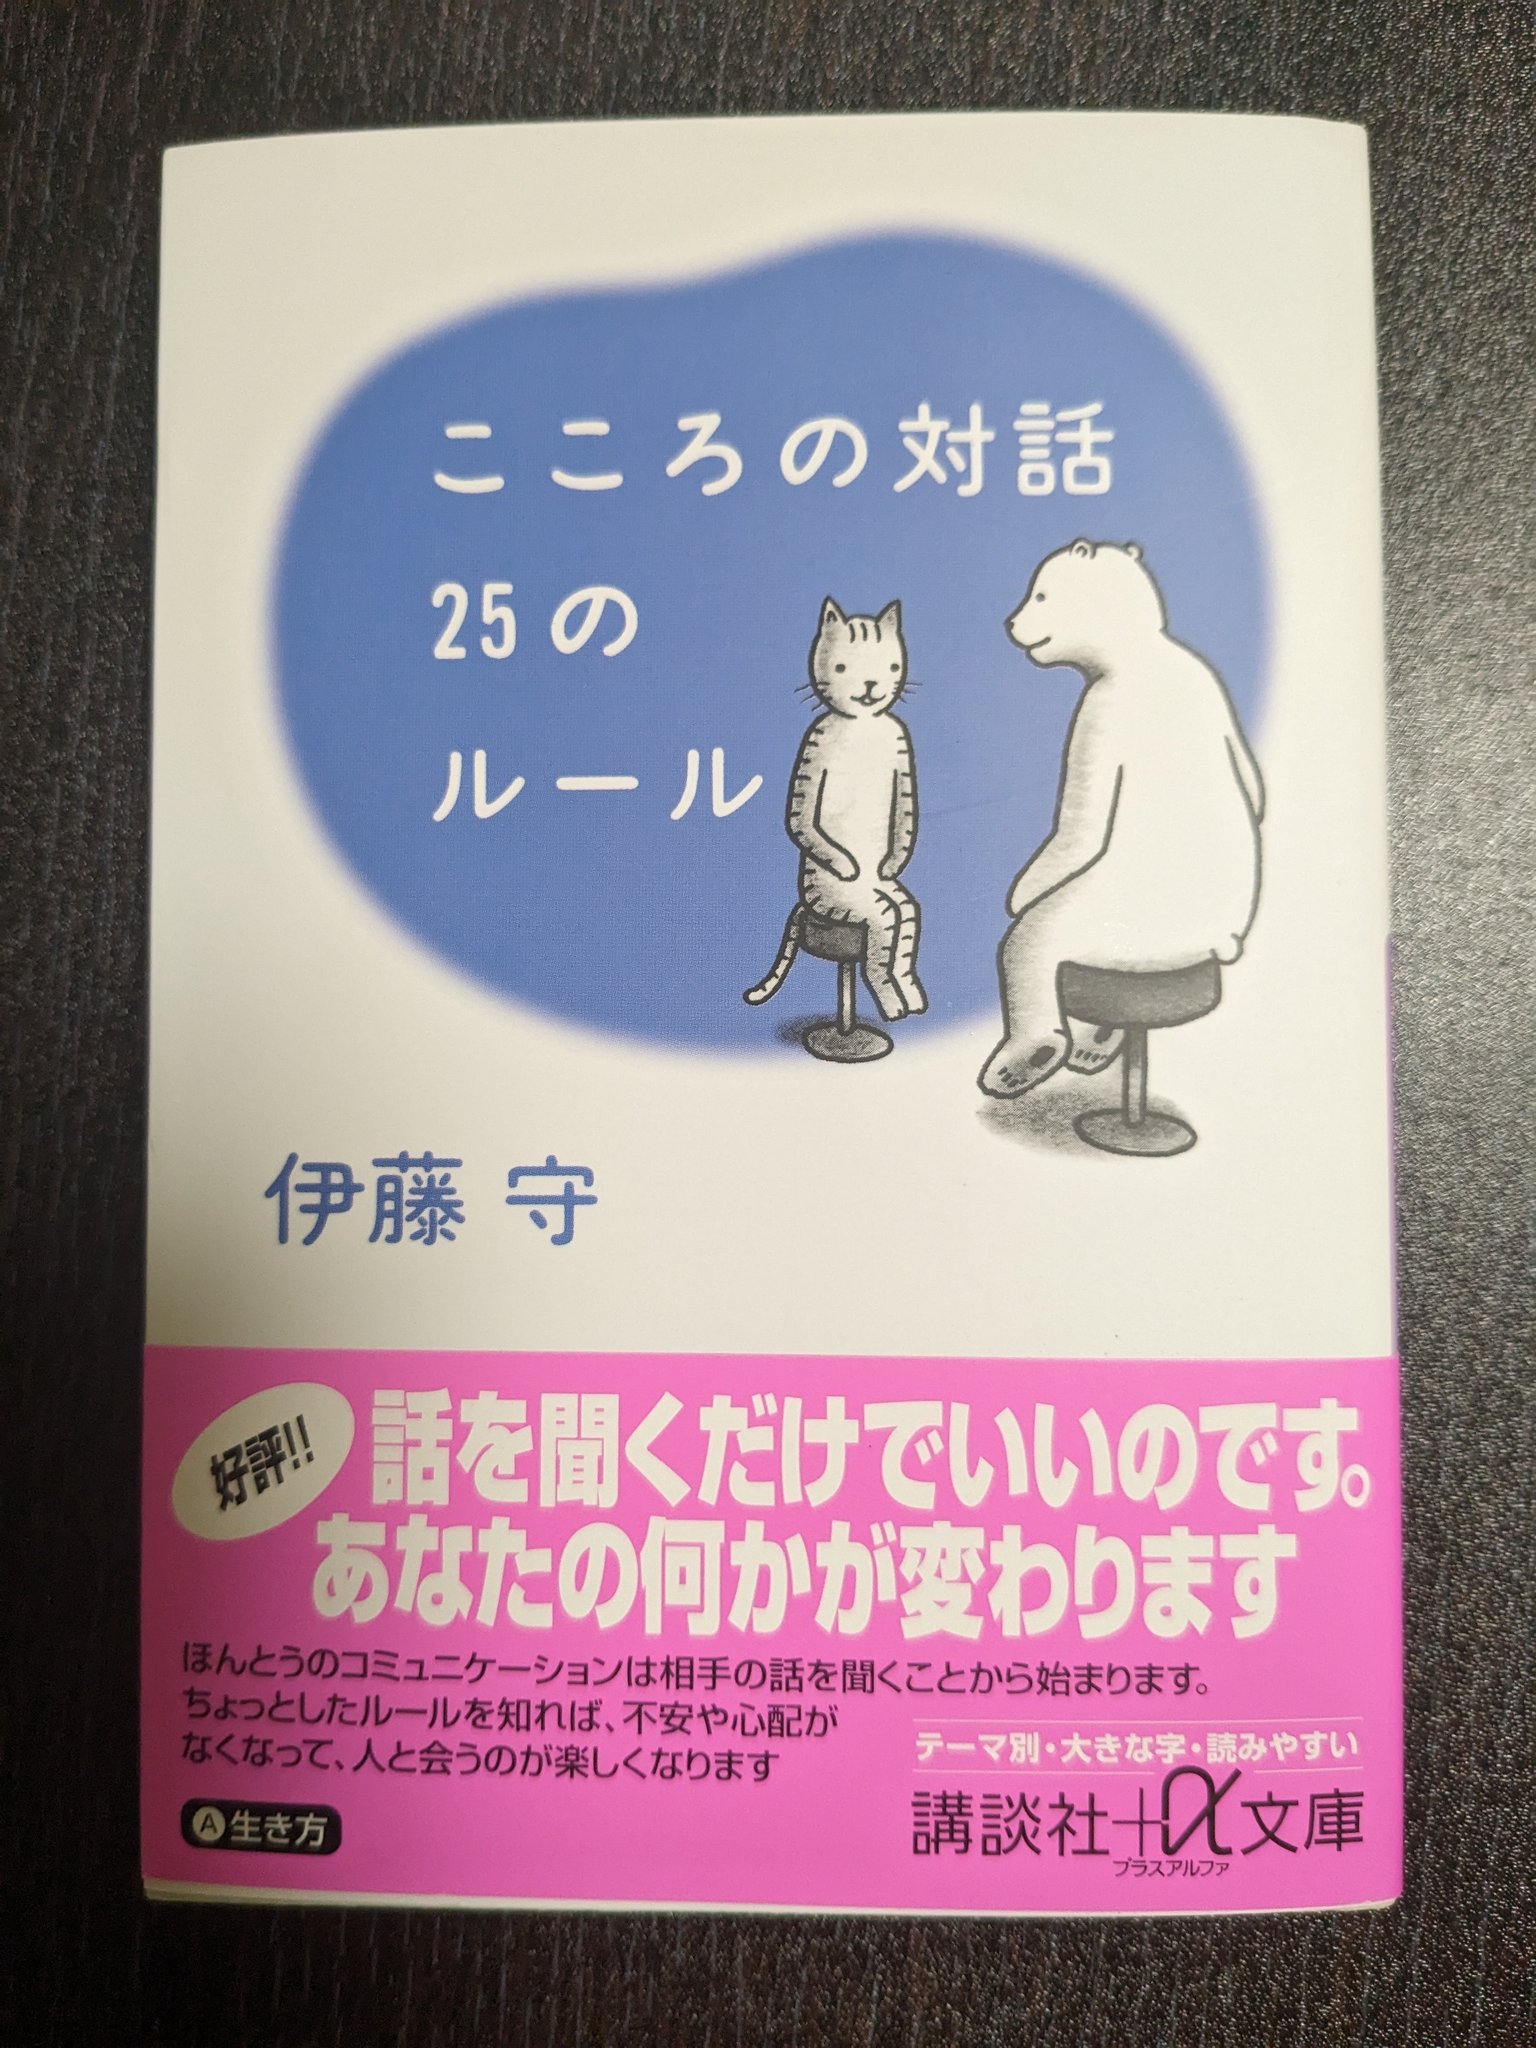 こころの対話
25の
ルール
伊藤 守
好評!!
話を聞くだけでいいのです。
あなたの何かが変わります
ほんとうのコミュニケーションは相手の話を聞くことから始まります。
ちょっとしたルールを知れば、不安や心配が
なくなって、人と会うのが楽しくなります
テーマ別・大きな字・読みやすい
Ⓐ生き方
講談社+α文庫
プラスアルファ